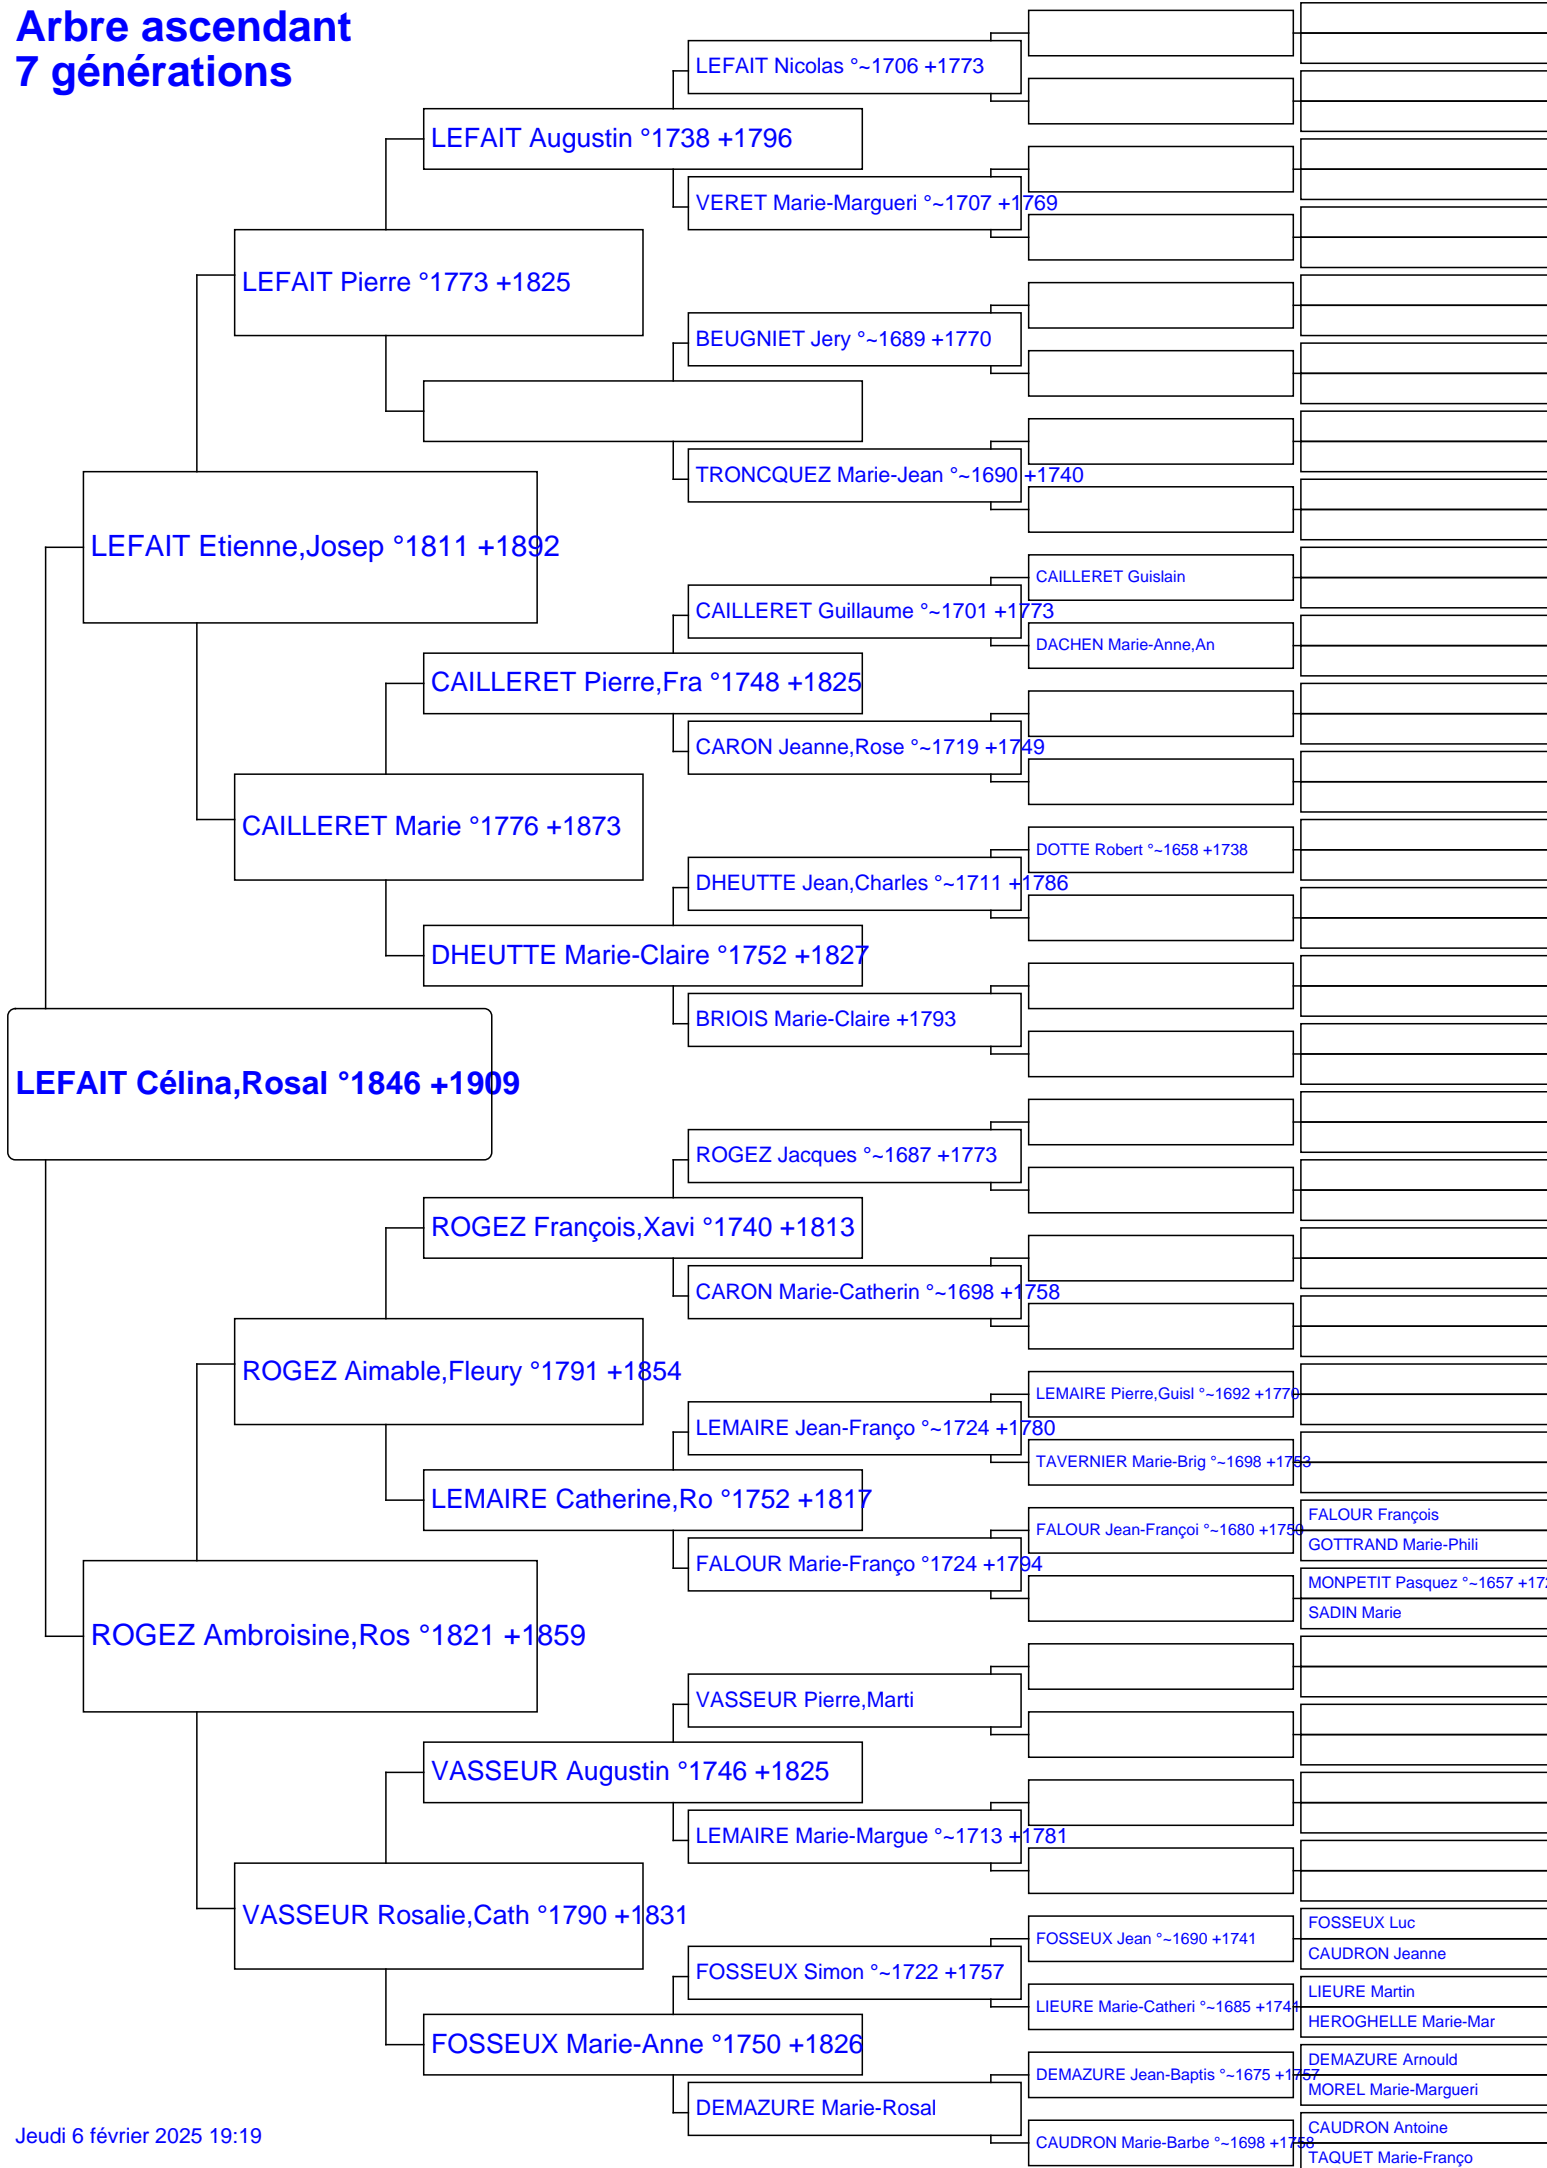 Arbre ascendant
7 générations
LEFAIT Nicolas °~1706 +1773
LEFAIT Augustin °1738 +1796
VERET Marie-Margueri °~1707 +1769
LEFAIT Pierre °1773 +1825
BEUGNIET Jery °~1689 +1770
TRONCQUEZ Marie-Jean °~1690 +1740
LEFAIT Etienne,Josep °1811 +1892
CAILLERET Guislain
CAILLERET Guillaume °~1701 +1773
DACHEN Marie-Anne,An
CAILLERET Pierre,Fra °1748 +1825
CARON Jeanne,Rose °~1719 +1749
CAILLERET Marie °1776 +1873
DOTTE Robert °~1658 +1738
DHEUTTE Jean,Charles °~1711 +1786
DHEUTTE Marie-Claire °1752 +1827
BRIOIS Marie-Claire +1793
LEFAIT Célina,Rosal °1846 +1909
ROGEZ Jacques °~1687 +1773
ROGEZ François,Xavi °1740 +1813
CARON Marie-Catherin °~1698 +1758
ROGEZ Aimable,Fleury °1791 +1854
LEMAIRE Pierre,Guisl °~1692 +1770
LEMAIRE Jean-Franço °~1724 +1780
TAVERNIER Marie-Brig °~1698 +1753
LEMAIRE Catherine,Ro °1752 +1817
FALOUR François
FALOUR Jean-Françoi °~1680 +1750
GOTTRAND Marie-Phili
FALOUR Marie-Franço °1724 +1794
MONPETIT Pasquez °~1657 +172
SADIN Marie
ROGEZ Ambroisine,Ros °1821 +1859
VASSEUR Pierre,Marti
VASSEUR Augustin °1746 +1825
LEMAIRE Marie-Margue °~1713 +1781
VASSEUR Rosalie,Cath °1790 +1831
FOSSEUX Luc
FOSSEUX Jean °~1690 +1741
CAUDRON Jeanne
FOSSEUX Simon °~1722 +1757
LIEURE Martin
LIEURE Marie-Catheri °~1685 +1741
HEROGHELLE Marie-Mar
FOSSEUX Marie-Anne °1750 +1826
DEMAZURE Arnould
DEMAZURE Jean-Baptis °~1675 +1757
MOREL Marie-Margueri
DEMAZURE Marie-Rosal
CAUDRON Antoine
CAUDRON Marie-Barbe °~1698 +1758
TAQUET Marie-Franço
Jeudi 6 février 2025 19:19